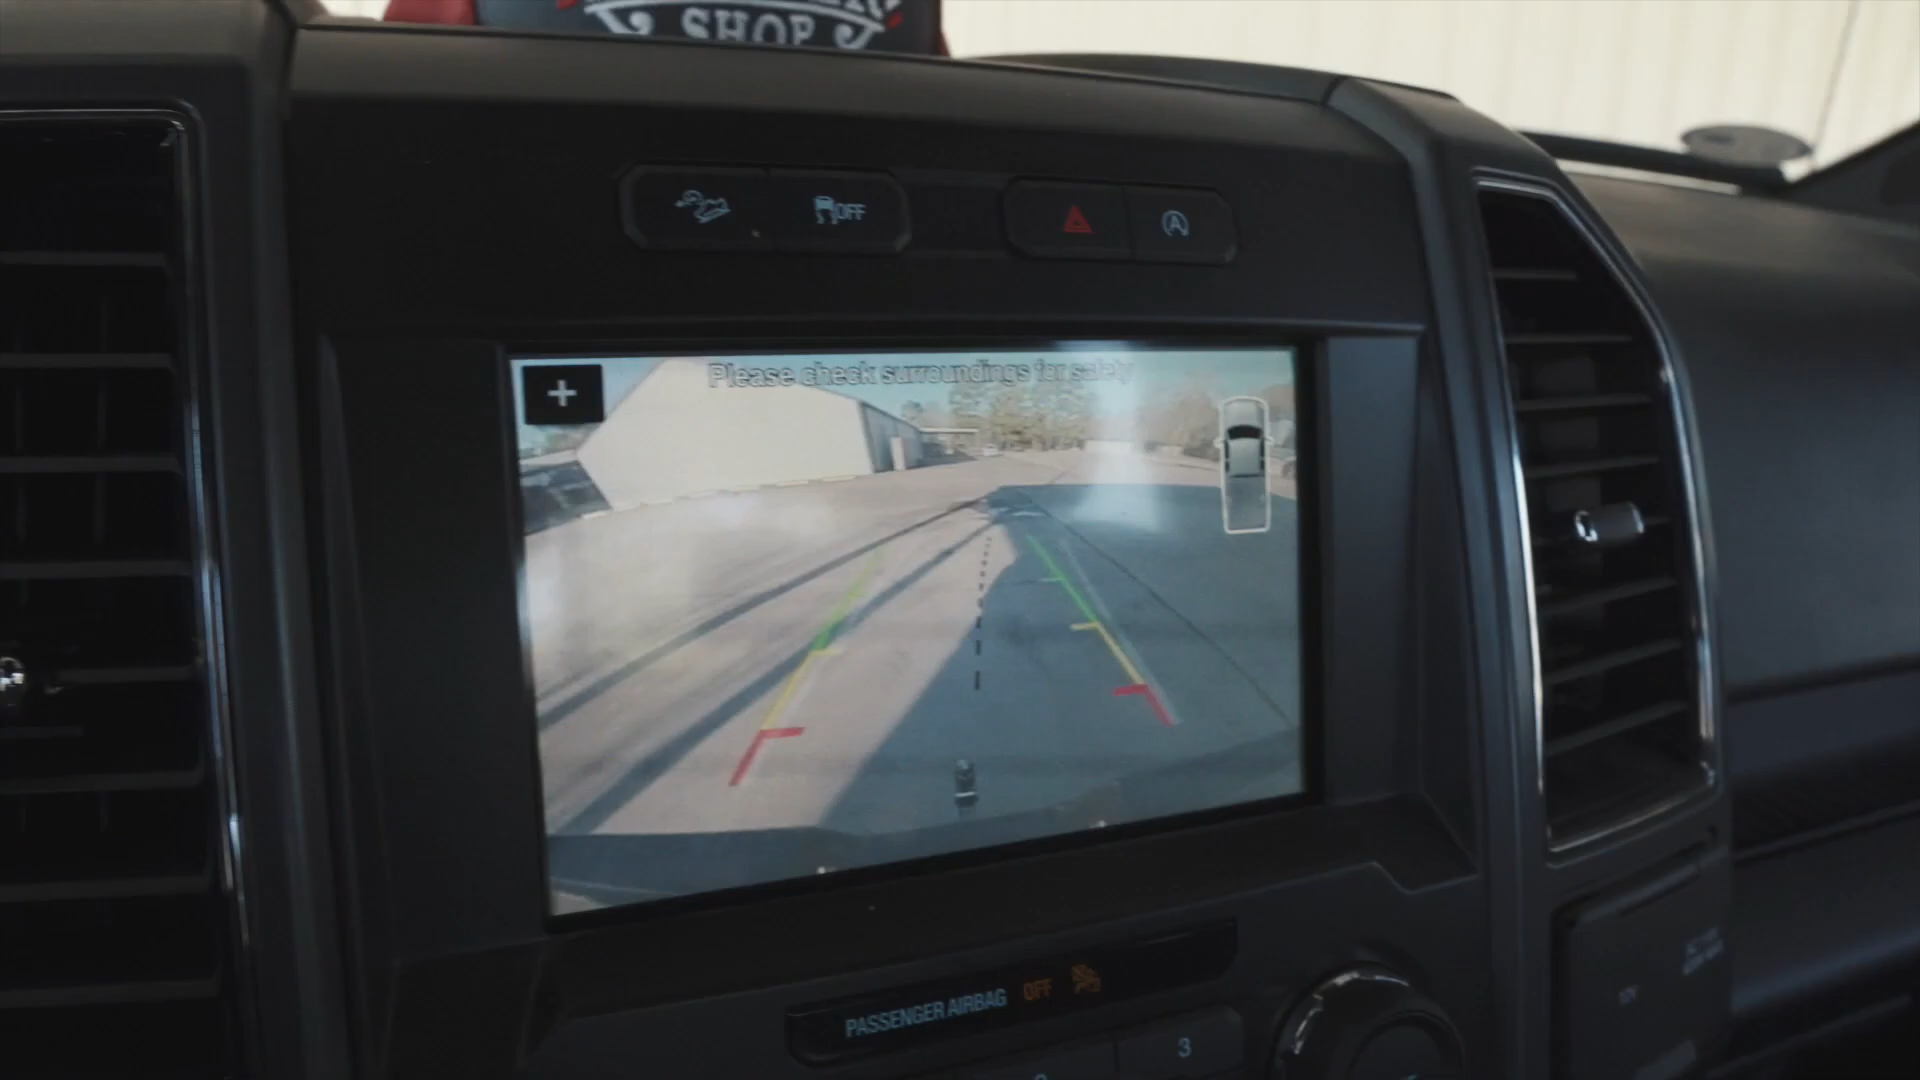 SHOP
OFF
A
+
Please check surroundings for safety
PASSENGER AIRBAG OFF
3